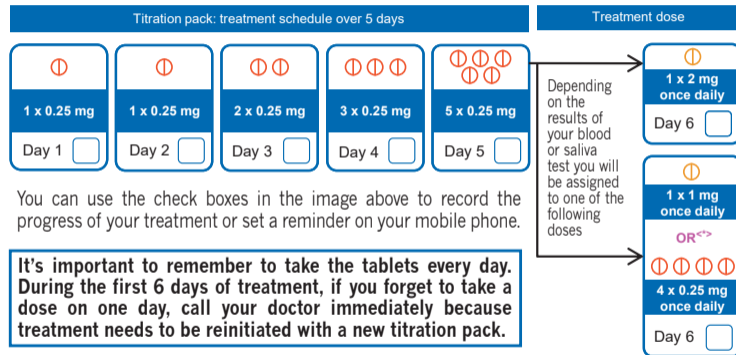 Titration pack: treatment schedule over 5 days
1 x 0.25 mg
Day 1
1 x 0.25 mg
Day 2
2 x 0.25 mg
Day 3
3 x 0.25 mg
Day 4
5 x 0.25 mg
Day 5
You can use the check boxes in the image above to record the
progress of your treatment or set a reminder on your mobile phone.
It's important to remember to take the tablets every day.
During the first 6 days of treatment, if you forget to take a
dose on one day, call your doctor immediately because
treatment needs to be reinitiated with a new titration pack.
Treatment dose
Depending
on the
results of
your blood
or saliva
test you will
be assigned
to one of the
following
doses
1 x 2 mg
once daily
Day 6
1 x 1 mg
once daily
OR<*>
4 x 0.25 mg
once daily
Day 6